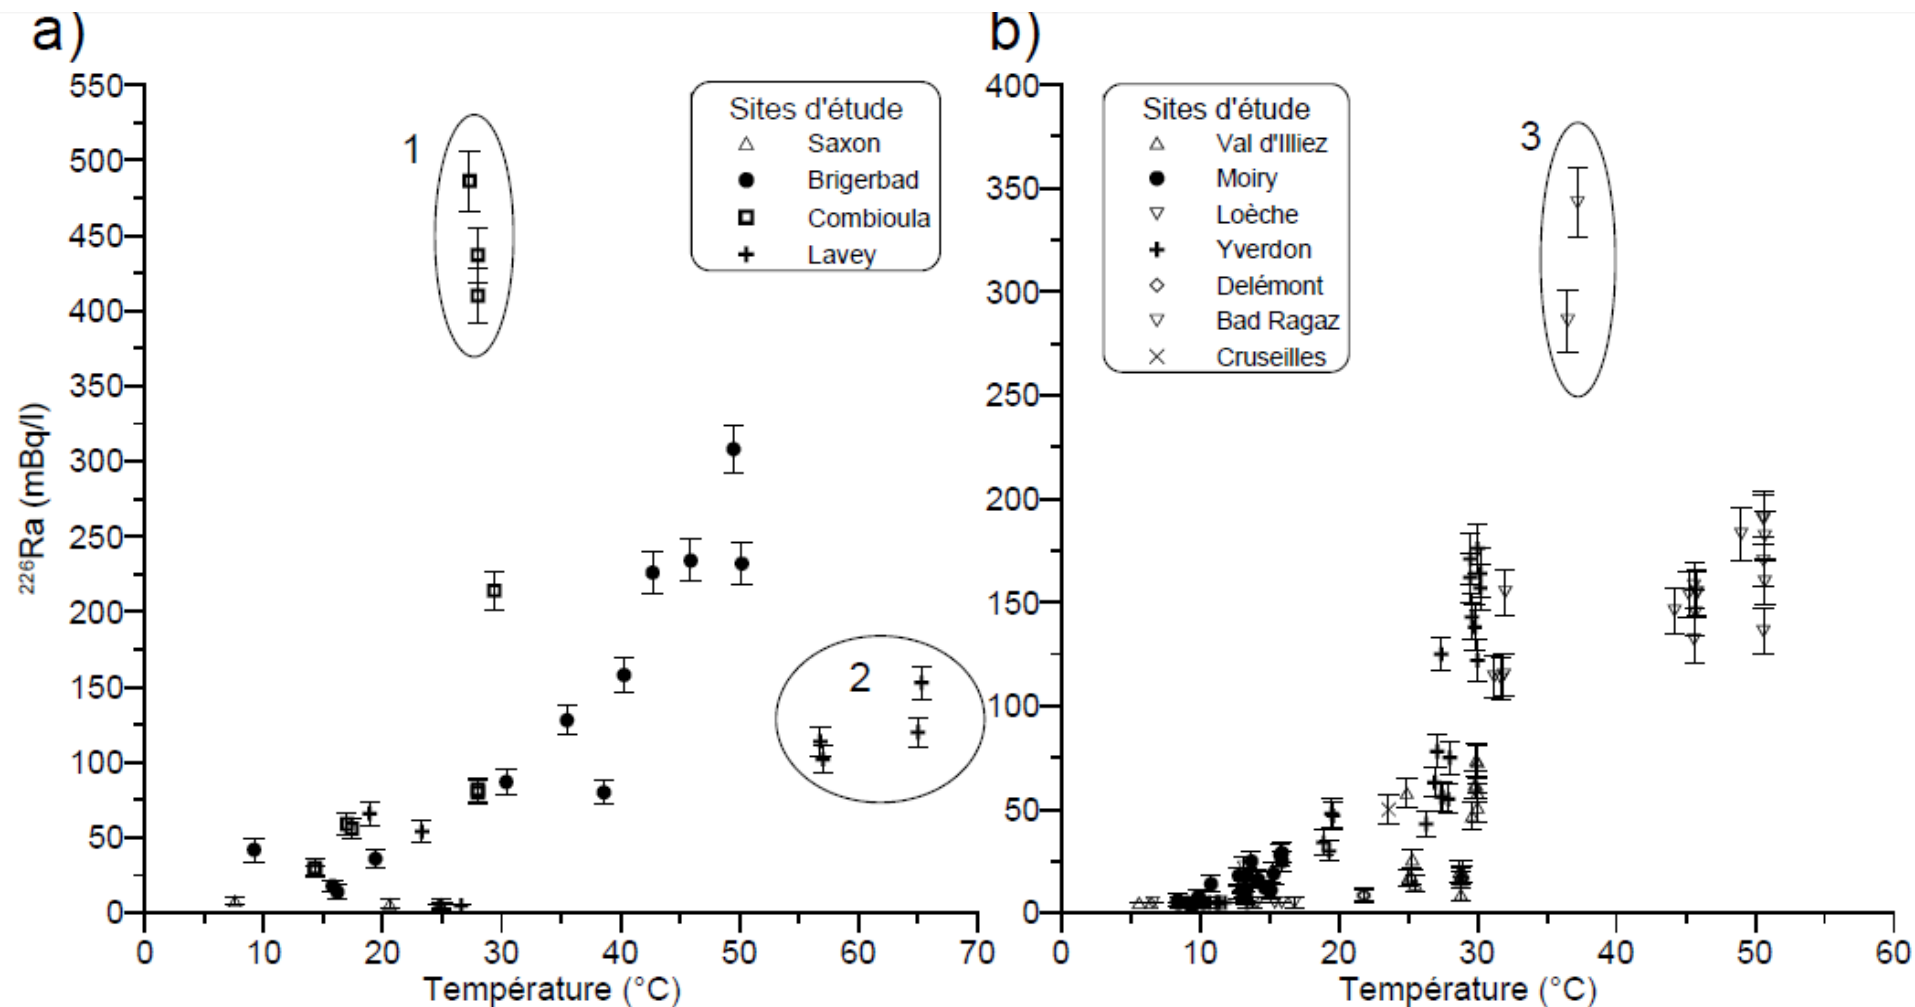 a)
550
500
450
400
350
300
250
200
150
100
50
0
226Ra (mBq/l)
0 10 20 30 40 50 60 70
Température (°C)
Sites d'étude
Saxon
Brigerbad
Combioula
Lavey
1
2
b)
400
350
300
250
200
150
100
50
0
0 10 20 30 40 50 60
Température (°C)
Sites d'étude
Val d'Illiez
Moiry
Loèche
Yverdon
Delémont
Bad Ragaz
Cruseilles
3